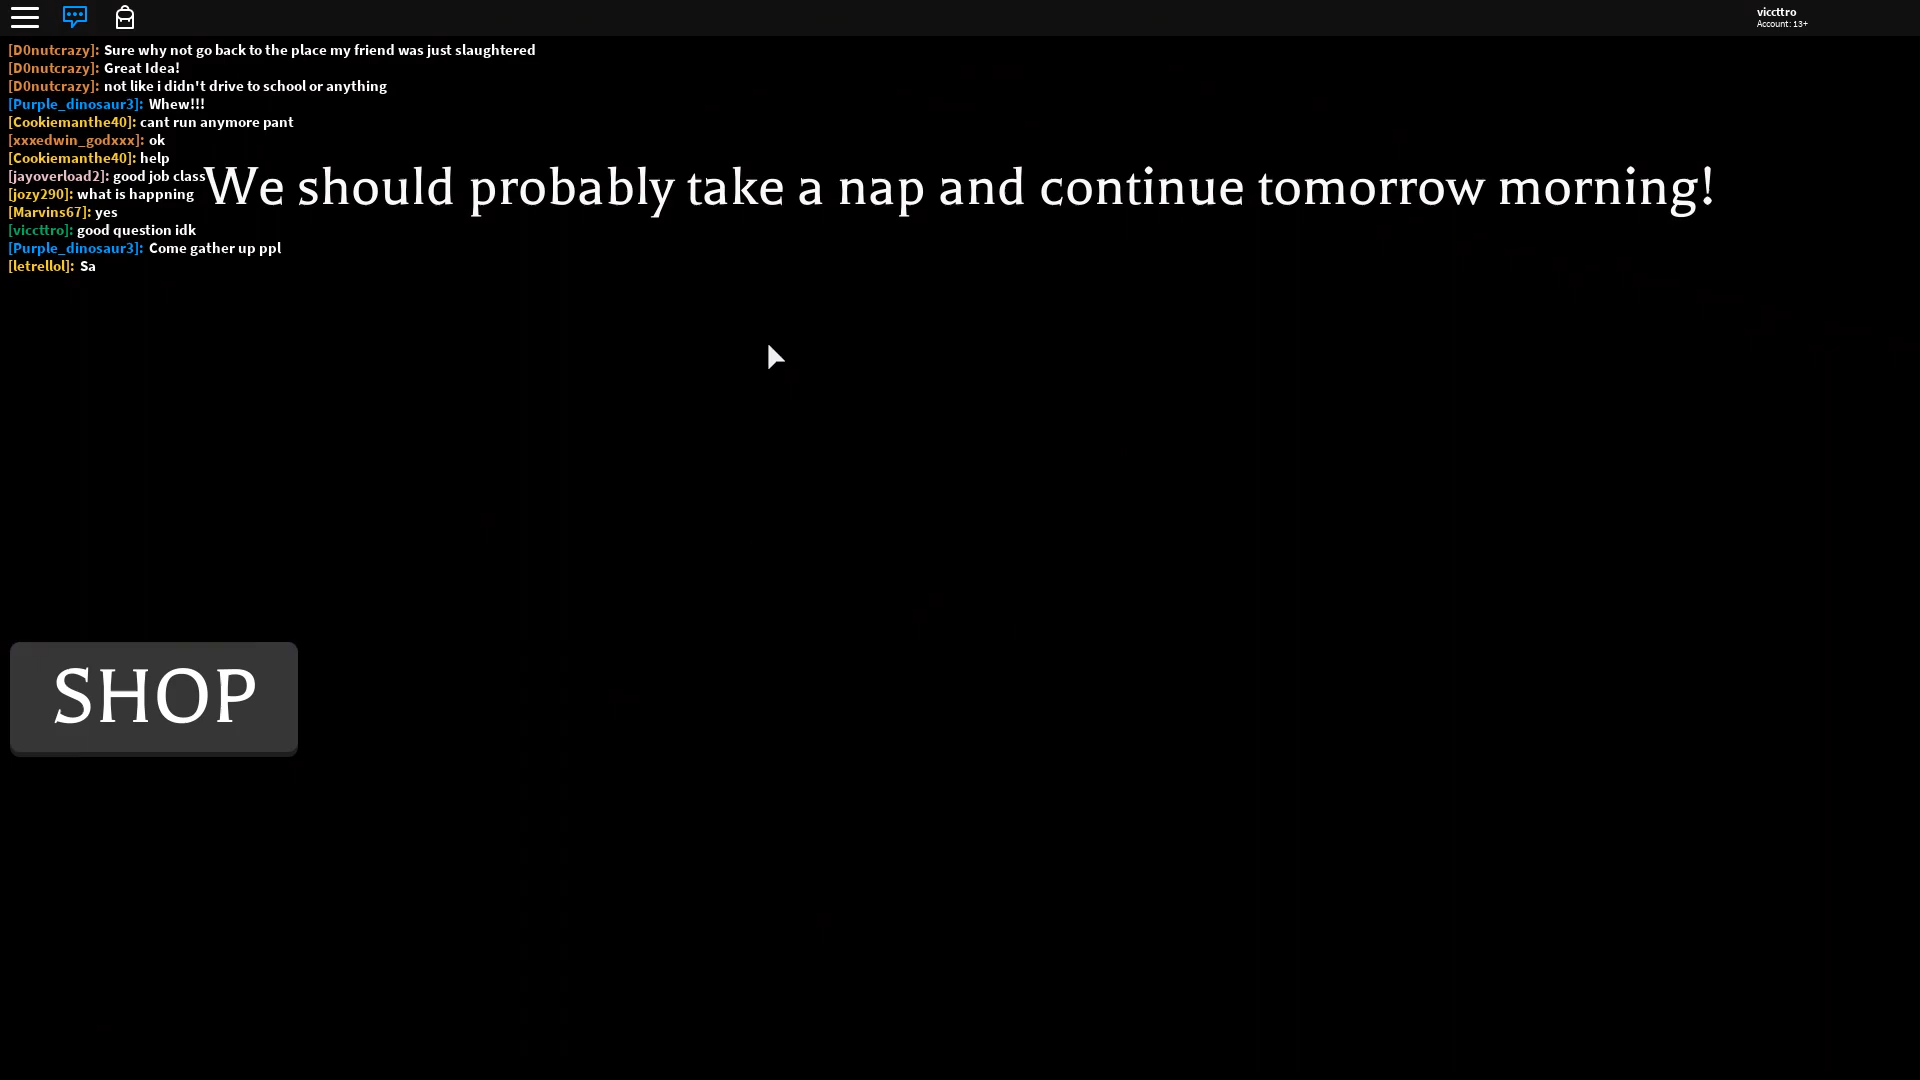 viccttro
Account: 13+
[D0nutcrazy]: Sure why not go back to the place my friend was just slaughtered
[D0nutcrazy]: Great Idea!
[D0nutcrazy]: not like i didn't drive to school or anything
[Purple_dinosaur3]: Whew!!!
[Cookiemanthe40]: cant run anymore pant
[xxxedwin_godxxx]: ok
[Cookiemanthe40]: help
[jayoverload2]: good job class
We should probably take a nap and continue tomorrow morning!
[jozy290]: what is happning
[Marvins67]: yes
[viccttro]: good question idk
[Purple_dinosaur3]: Come gather up ppl
[letrellol]: Sa
SHOP